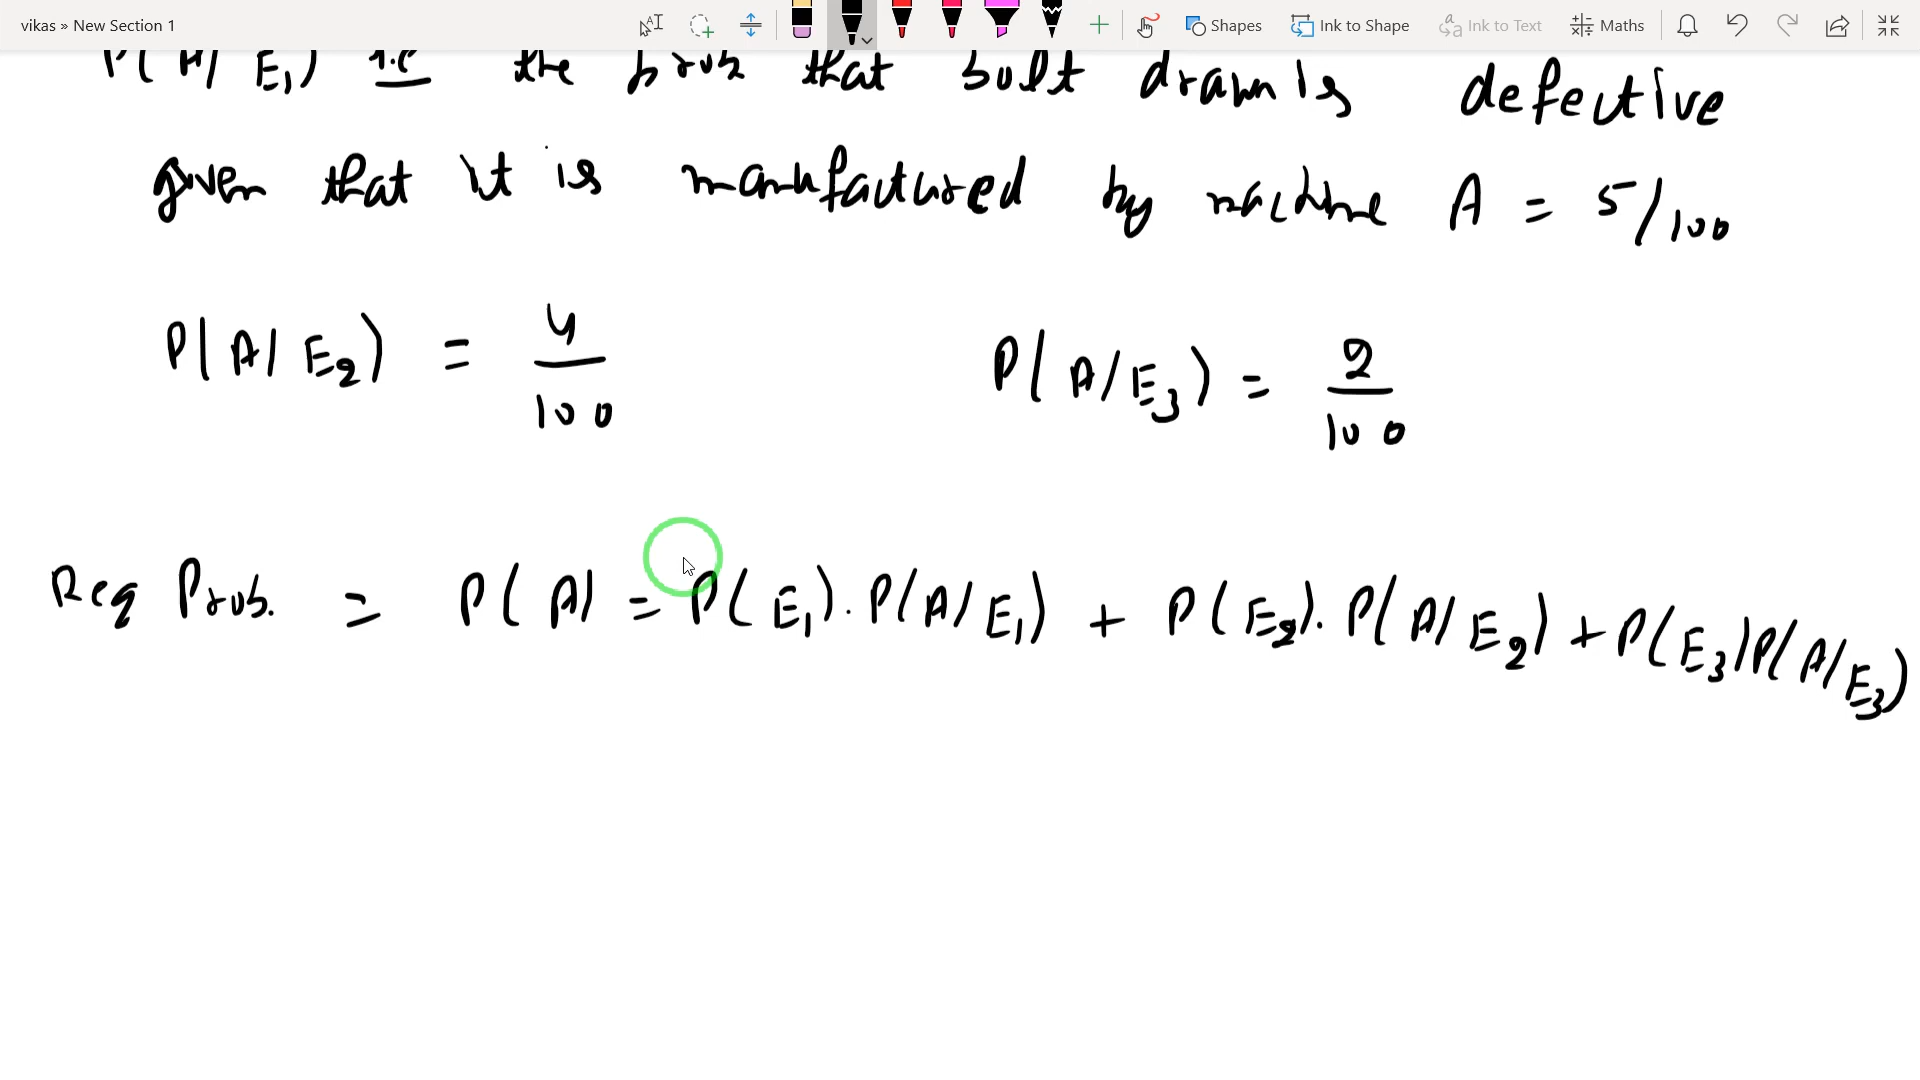 vikas » New Section 1
Shapes Ink to Shape Ink to Text Maths
P(A/E₁) i.e the prob that bolt drawn is defective
given that it is manufactured by machine A = 5/100
P(A/E₂) = 4/100 P(A/E₃) = 2/100
Req Prob. = P(A) = P(E₁).P(A/E₁) + P(E₂).P(A/E₂) + P(E₃)P(A/E₃)